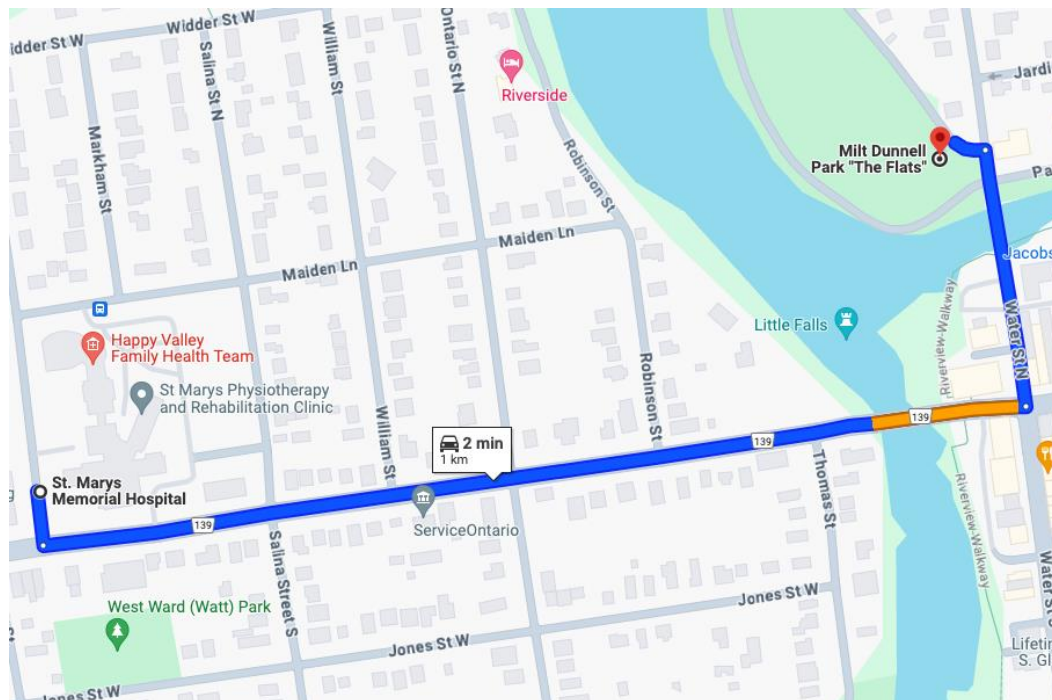 Widder St W
idder St W
Salina St N
William St
Ontario St N
Riverside
Markham St
Robinson St
Milt Dunnell
Park "The Flats"
Jardi
Pa
Maiden Ln
Maiden Ln
Jacobs
Happy Valley
Family Health Team
St Marys Physiotherapy
and Rehabilitation Clinic
Little Falls
Riverview-Walkway
Water St N
Robinson St
William St
2 min
1 km
139
139
139
St. Marys
Memorial Hospital
g
ServiceOntario
Thomas St
Riverview-Walkway
Salina Street S
West Ward (Watt) Park
Jones St W
Jones St W
Jones St W
Water St S
Lifetim
S. Gl